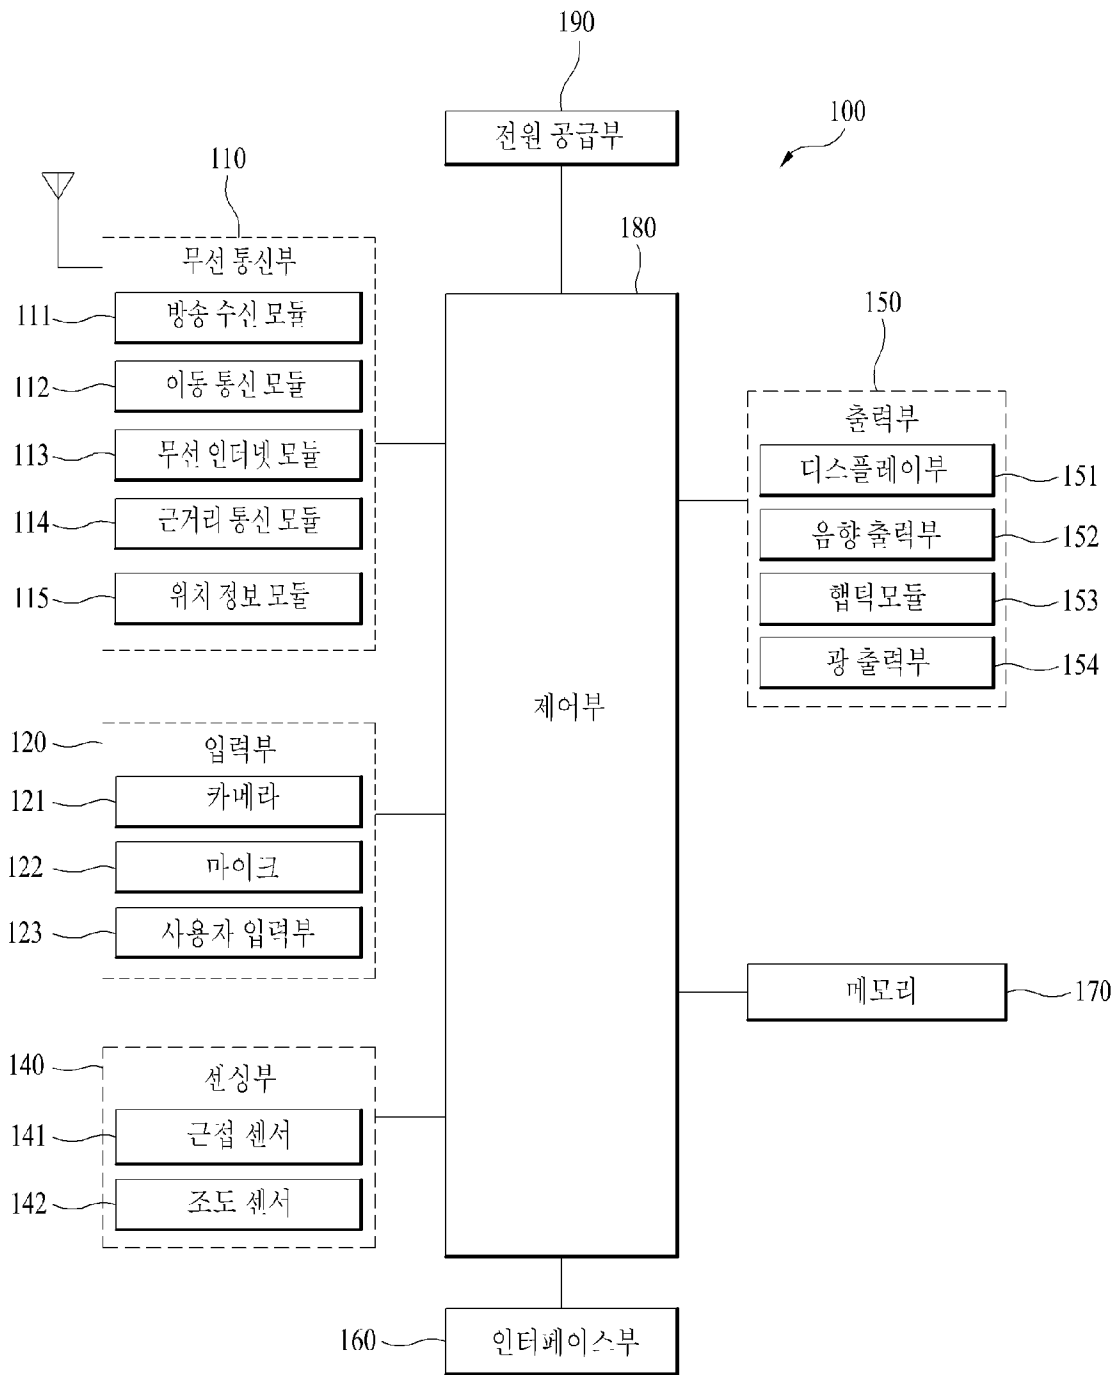 190
전원 공급부
100
110
무선 통신부
111
방송 수신 모듈
112
이동 통신 모듈
113
무선 인터넷 모듈
114
근거리 통신 모듈
115
위치 정보 모듈
120
입력부
121
카메라
122
마이크
123
사용자 입력부
140
센싱부
141
근접 센서
142
조도 센서
180
제어부
150
출력부
디스플레이부
151
음향 출력부
152
햅틱모듈
153
광 출력부
154
메모리
170
160
인터페이스부